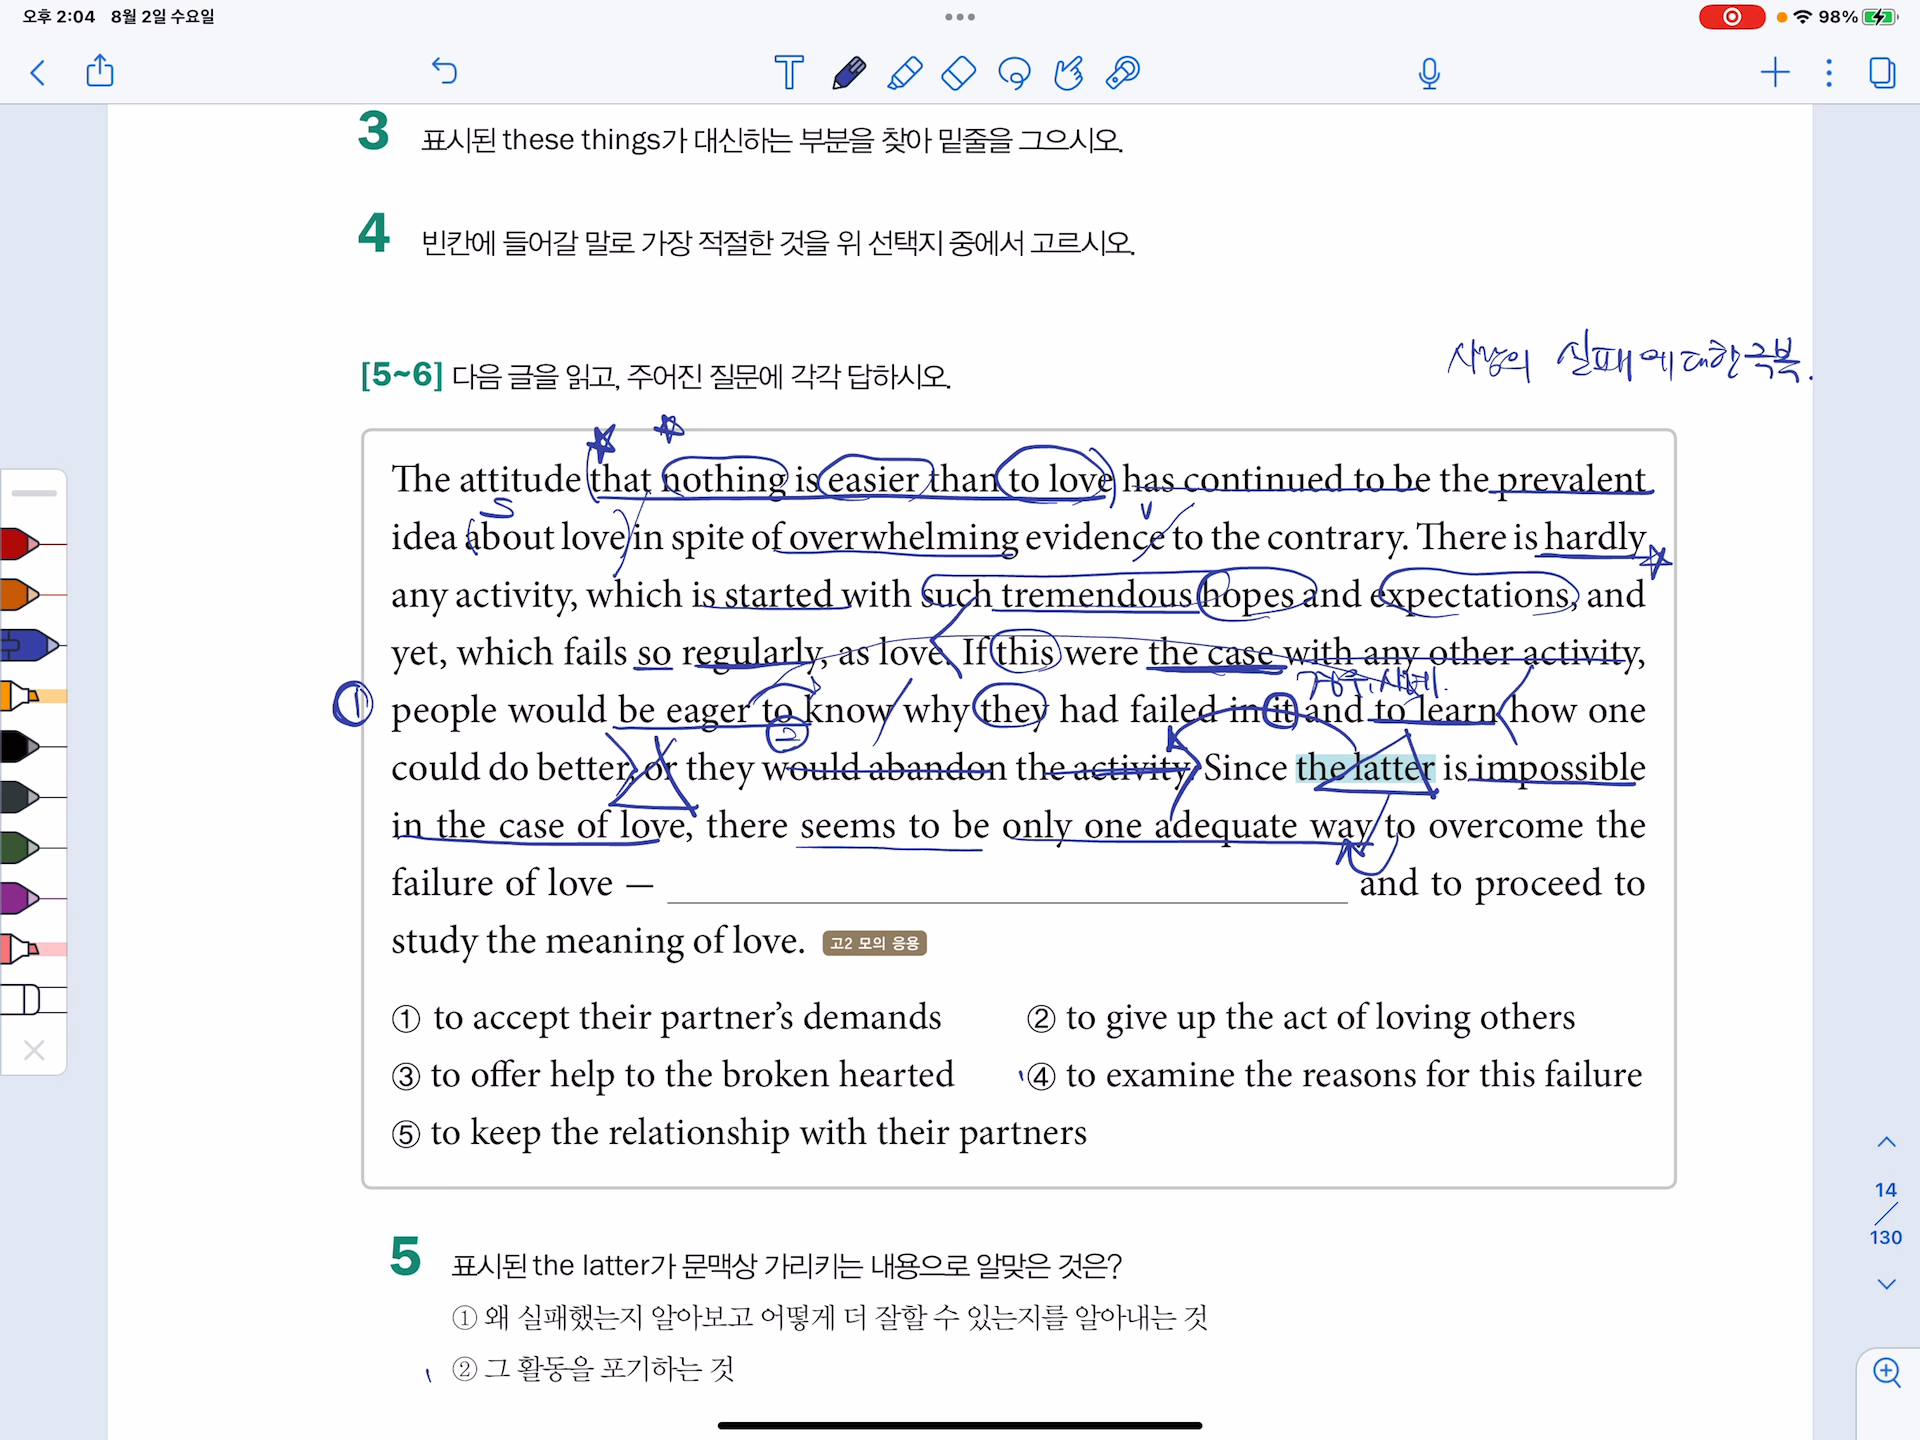 오후 2:04 8월 2일 수요일
98%
3 표시된 these things가 대신하는 부분을 찾아 밑줄을 그으시오.
4 빈칸에 들어갈 말로 가장 적절한 것을 위 선택지 중에서 고르시오.
사랑의 실패에 대한 극복.
[5~6] 다음 글을 읽고, 주어진 질문에 각각 답하시오.
The attitude that nothing is easier than to love has continued to be the prevalent
S
V
idea about love in spite of overwhelming evidence to the contrary. There is hardly
any activity, which is started with such tremendous hopes and expectations, and
yet, which fails so regularly, as love. If this were the case with any other activity,
경우, 사례.
① people would be eager to know why they had failed in it and to learn how one
②
could do better, or they would abandon the activity. Since the latter is impossible
in the case of love, there seems to be only one adequate way to overcome the
failure of love — and to proceed to
study the meaning of love. 고2 모의 응용
① to accept their partner’s demands ② to give up the act of loving others
③ to offer help to the broken hearted ④ to examine the reasons for this failure
⑤ to keep the relationship with their partners
14
/
130
5 표시된 the latter가 문맥상 가리키는 내용으로 알맞은 것은?
① 왜 실패했는지 알아보고 어떻게 더 잘할 수 있는지를 알아내는 것
② 그 활동을 포기하는 것